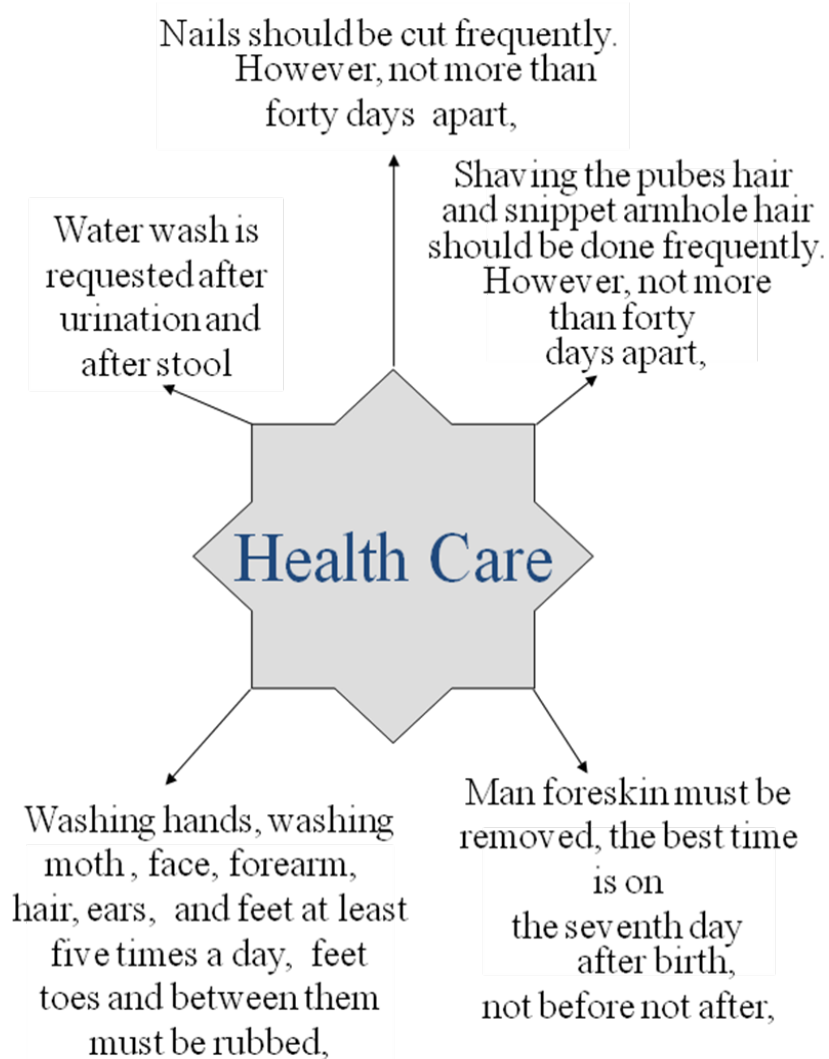 Nails should be cut frequently.
However, not more than
forty days apart,
Water wash is
requested after
urination and
after stool
Shaving the pubes hair
and snippet armhole hair
should be done frequently.
However, not more
than forty
days apart,
Health Care
Washing hands, washing
moth, face, forearm,
hair, ears, and feet at least
five times a day, feet
toes and between them
must be rubbed,
Man foreskin must be
removed, the best time
is on
the seventh day
after birth,
not before not after,